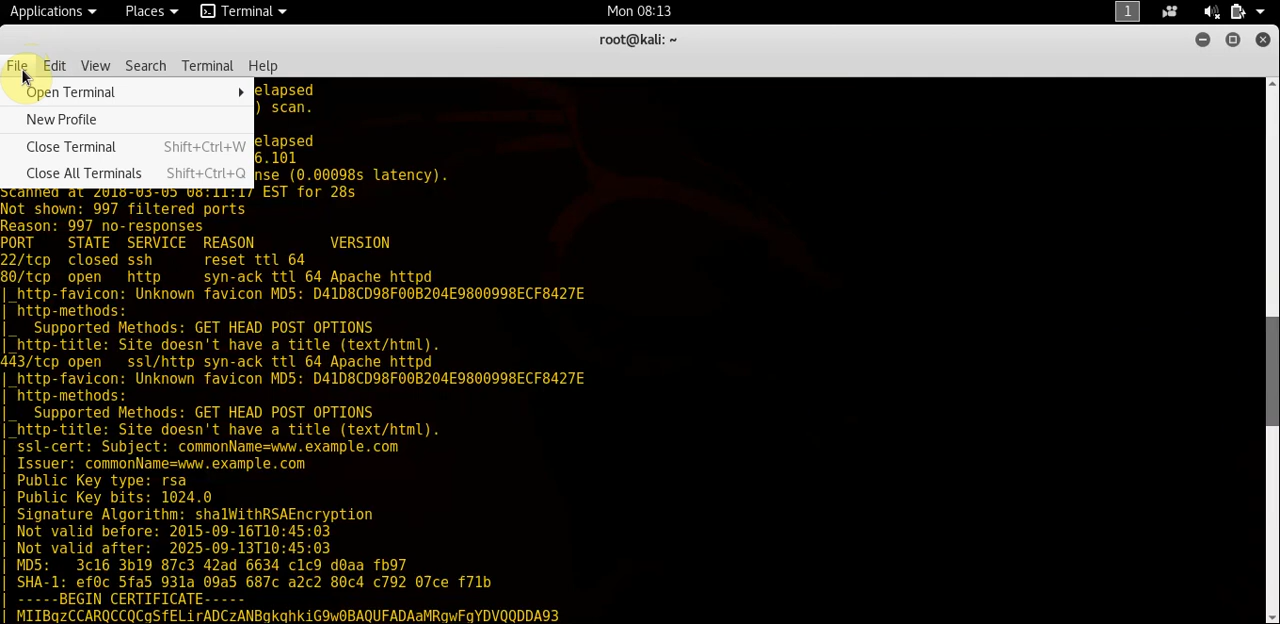 Applications Places Terminal Mon 08:13 1
root@kali: ~
File Edit View Search Terminal Help
Open Terminal
New Profile
Close Terminal Shift+Ctrl+W
Close All Terminals Shift+Ctrl+Q
elapsed
) scan.
elapsed
6.101
nse (0.00098s latency).
Scanned at 2018-03-05 08:11:17 EST for 28s
Not shown: 997 filtered ports
Reason: 997 no-responses
PORT STATE SERVICE REASON VERSION
22/tcp closed ssh reset ttl 64
80/tcp open http syn-ack ttl 64 Apache httpd
|_http-favicon: Unknown favicon MD5: D41D8CD98F00B204E9800998ECF8427E
| http-methods:
|_ Supported Methods: GET HEAD POST OPTIONS
|_http-title: Site doesn't have a title (text/html).
443/tcp open ssl/http syn-ack ttl 64 Apache httpd
|_http-favicon: Unknown favicon MD5: D41D8CD98F00B204E9800998ECF8427E
| http-methods:
|_ Supported Methods: GET HEAD POST OPTIONS
|_http-title: Site doesn't have a title (text/html).
| ssl-cert: Subject: commonName=www.example.com
| Issuer: commonName=www.example.com
| Public Key type: rsa
| Public Key bits: 1024.0
| Signature Algorithm: sha1WithRSAEncryption
| Not valid before: 2015-09-16T10:45:03
| Not valid after: 2025-09-13T10:45:03
| MD5: 3c16 3b19 87c3 42ad 6634 c1c9 d0aa fb97
| SHA-1: ef0c 5fa5 931a 09a5 687c a2c2 80c4 c792 07ce f71b
| -----BEGIN CERTIFICATE-----
| MIIBqzCCARQCCQCgSfELirADCzANBgkqhkiG9w0BAQUFADAaMRgwFgYDVQQDDA93